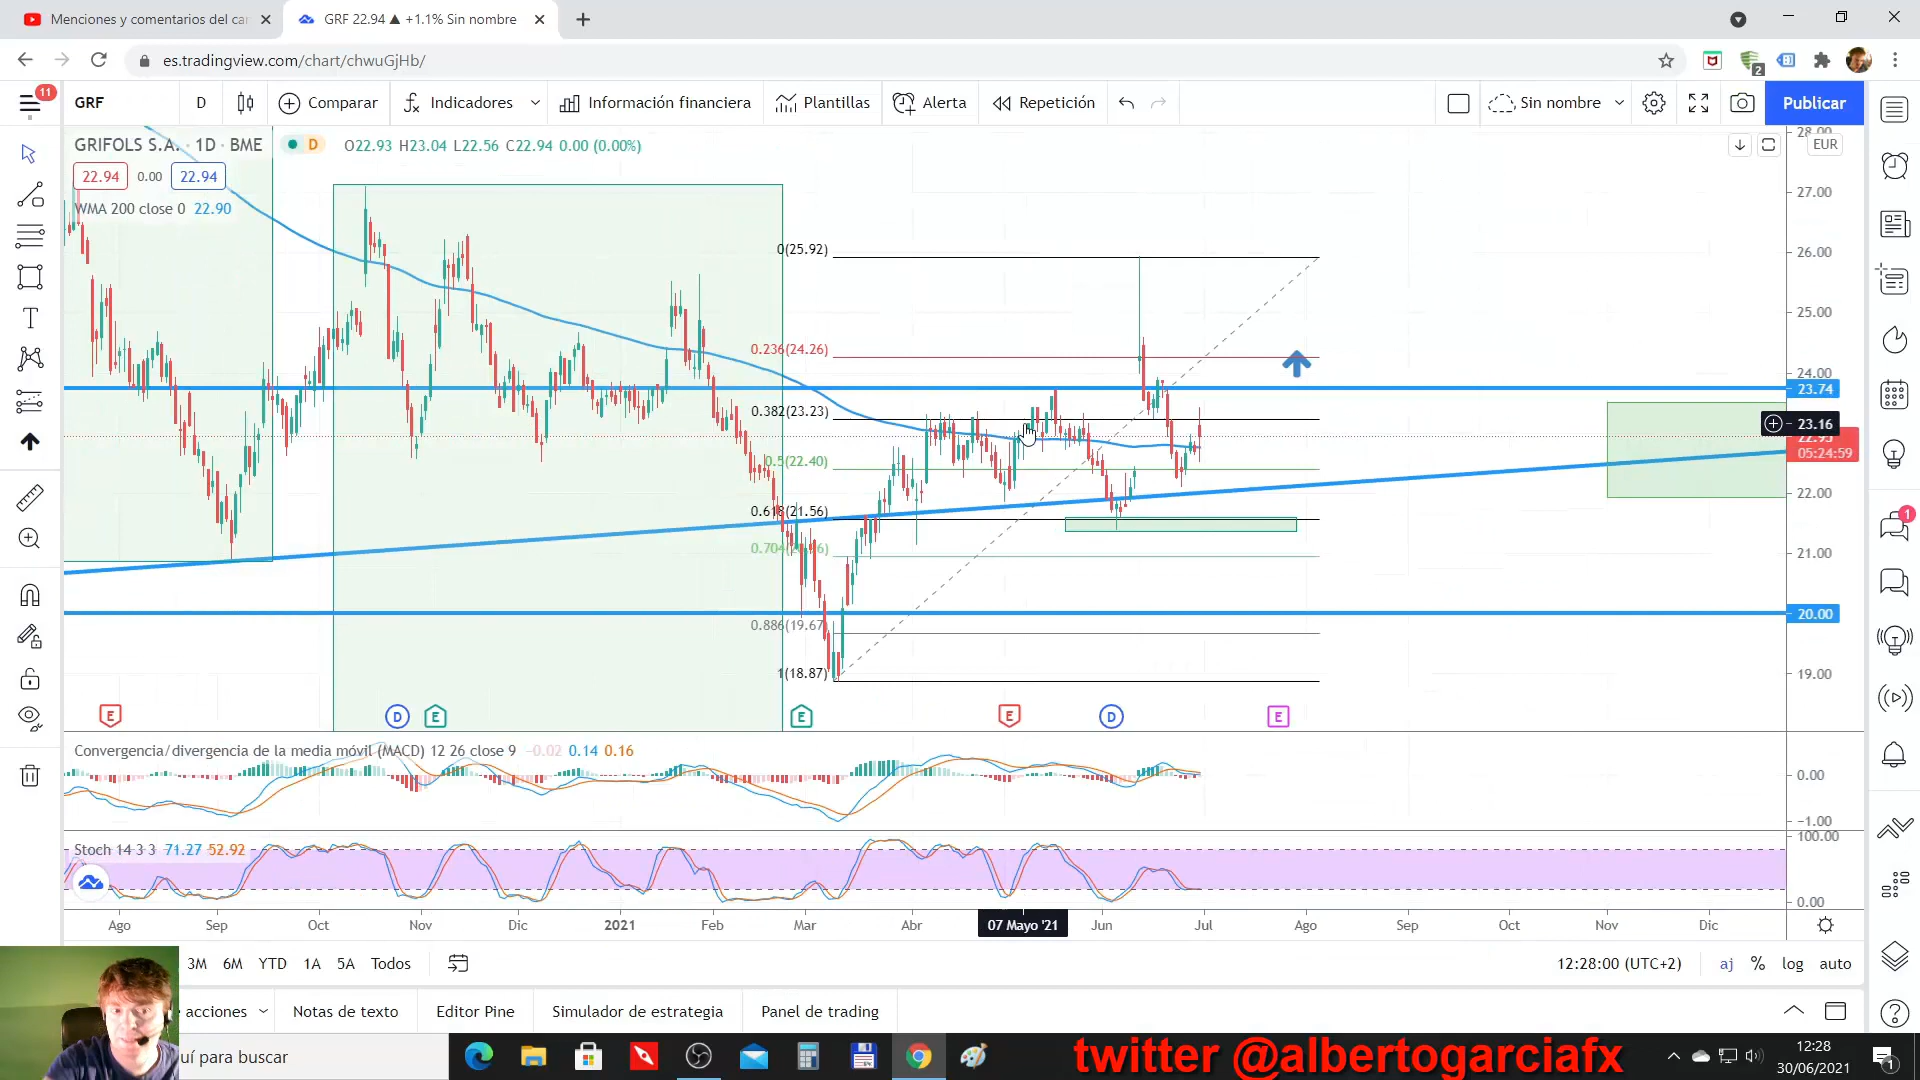 Menciones y comentarios del car
GRF 22.94 ▲ +1.1% Sin nombre
es.tradingview.com/chart/chwuGjHb/
2
11
GRF
D
Comparar
Indicadores
Información financiera
Plantillas
Alerta
Repetición
Sin nombre
Publicar
GRIFOLS S.A. · 1D · BME
D
O22.93 H23.04 L22.56 C22.94 0.00 (0.00%)
EUR
22.94
0.00
22.94
WMA 200 close 0 22.90
28.00
27.00
26.00
25.00
24.00
23.74
23.16
22.93
05:24:59
22.00
21.00
20.00
19.00
0(25.92)
0.236(24.26)
0.382(23.23)
0.5(22.40)
0.618(21.56)
0.886(19.67)
1(18.87)
E
D
E
E
E
D
E
1
Convergencia/divergencia de la media móvil (MACD) 12 26 close 9 −0.02 0.14 0.16
0.00
−1.00
Stoch 14 3 3 71.27 52.92
100.00
0.00
Ago
Sep
Oct
Nov
Dic
2021
Feb
Mar
Abr
07 Mayo '21
Jun
Jul
Ago
Sep
Oct
Nov
Dic
3M
6M
YTD
1A
5A
Todos
12:28:00 (UTC+2)
aj
%
log
auto
acciones
Notas de texto
Editor Pine
Simulador de estrategia
Panel de trading
uí para buscar
twitter @albertogarciafx
12:28
30/06/2021
1